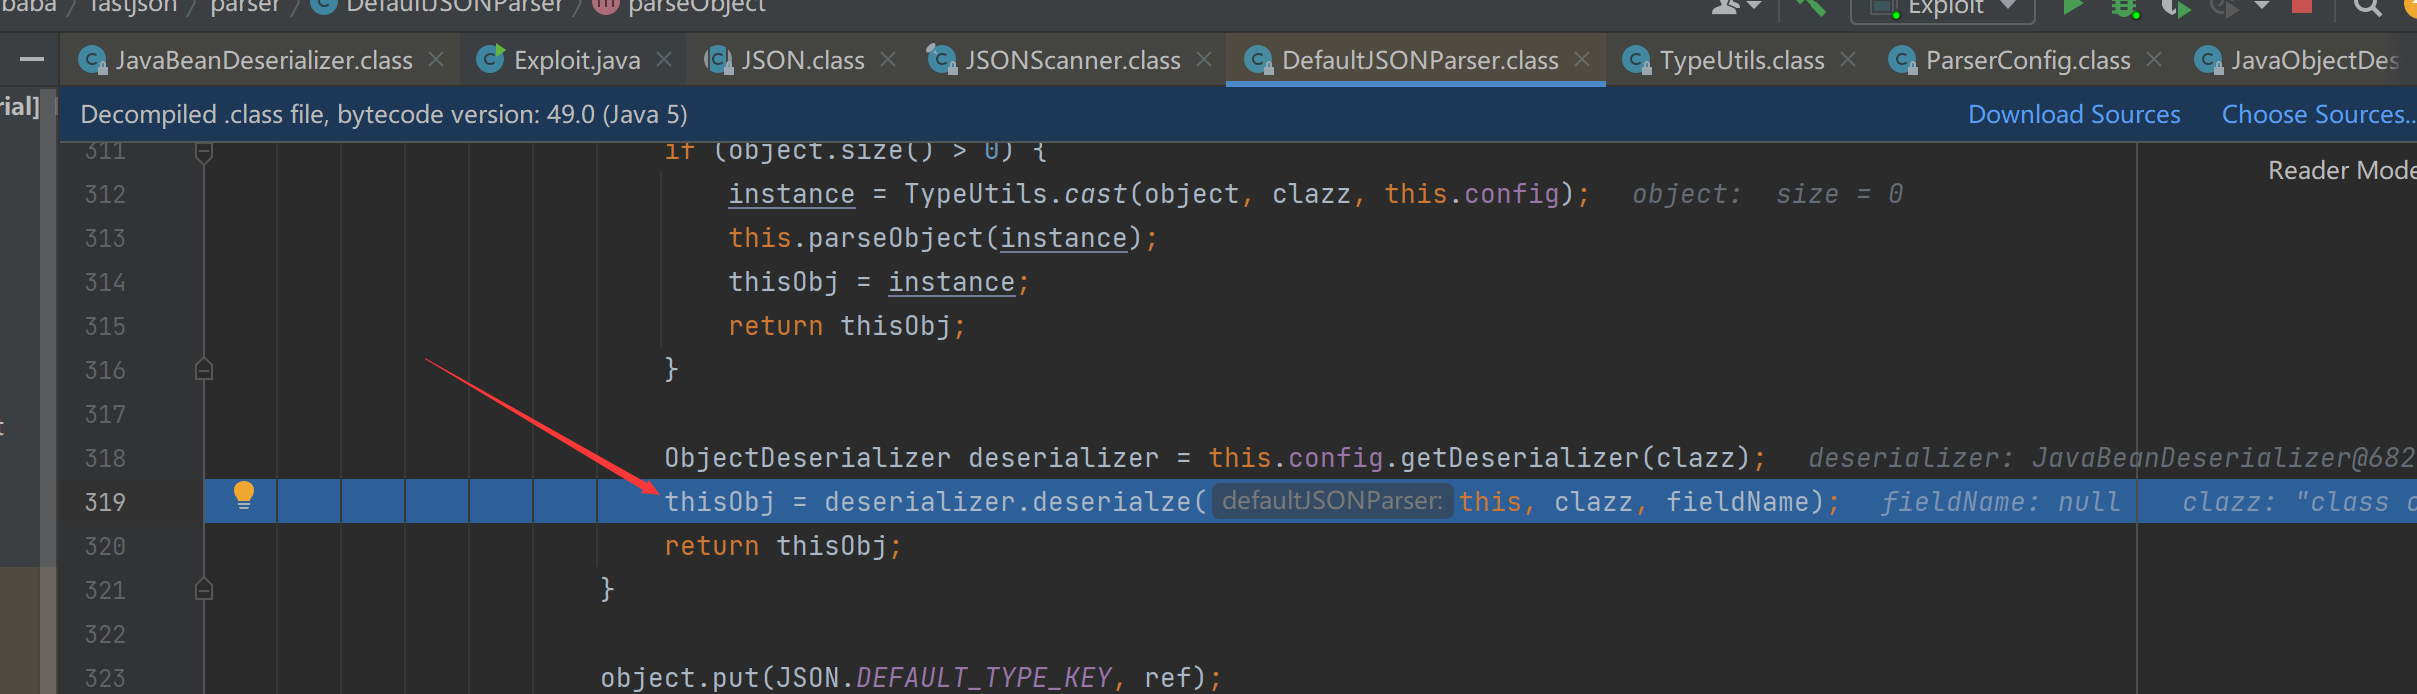 baba / fastjson / parser / DefaultJSONParser / parseObject
Exploit
JavaBeanDeserializer.class Exploit.java JSON.class JSONScanner.class DefaultJSONParser.class TypeUtils.class ParserConfig.class JavaObjectDes
rial]
Decompiled .class file, bytecode version: 49.0 (Java 5) Download Sources Choose Sources...
Reader Mode
311 if (object.size() > 0) {
312 instance = TypeUtils.cast(object, clazz, this.config); object: size = 0
313 this.parseObject(instance);
314 thisObj = instance;
315 return thisObj;
316 }
317
318 ObjectDeserializer deserializer = this.config.getDeserializer(clazz); deserializer: JavaBeanDeserializer@682
319 thisObj = deserializer.deserialze( defaultJSONParser: this, clazz, fieldName); fieldName: null clazz: "class c
320 return thisObj;
321 }
322
323 object.put(JSON.DEFAULT_TYPE_KEY, ref);